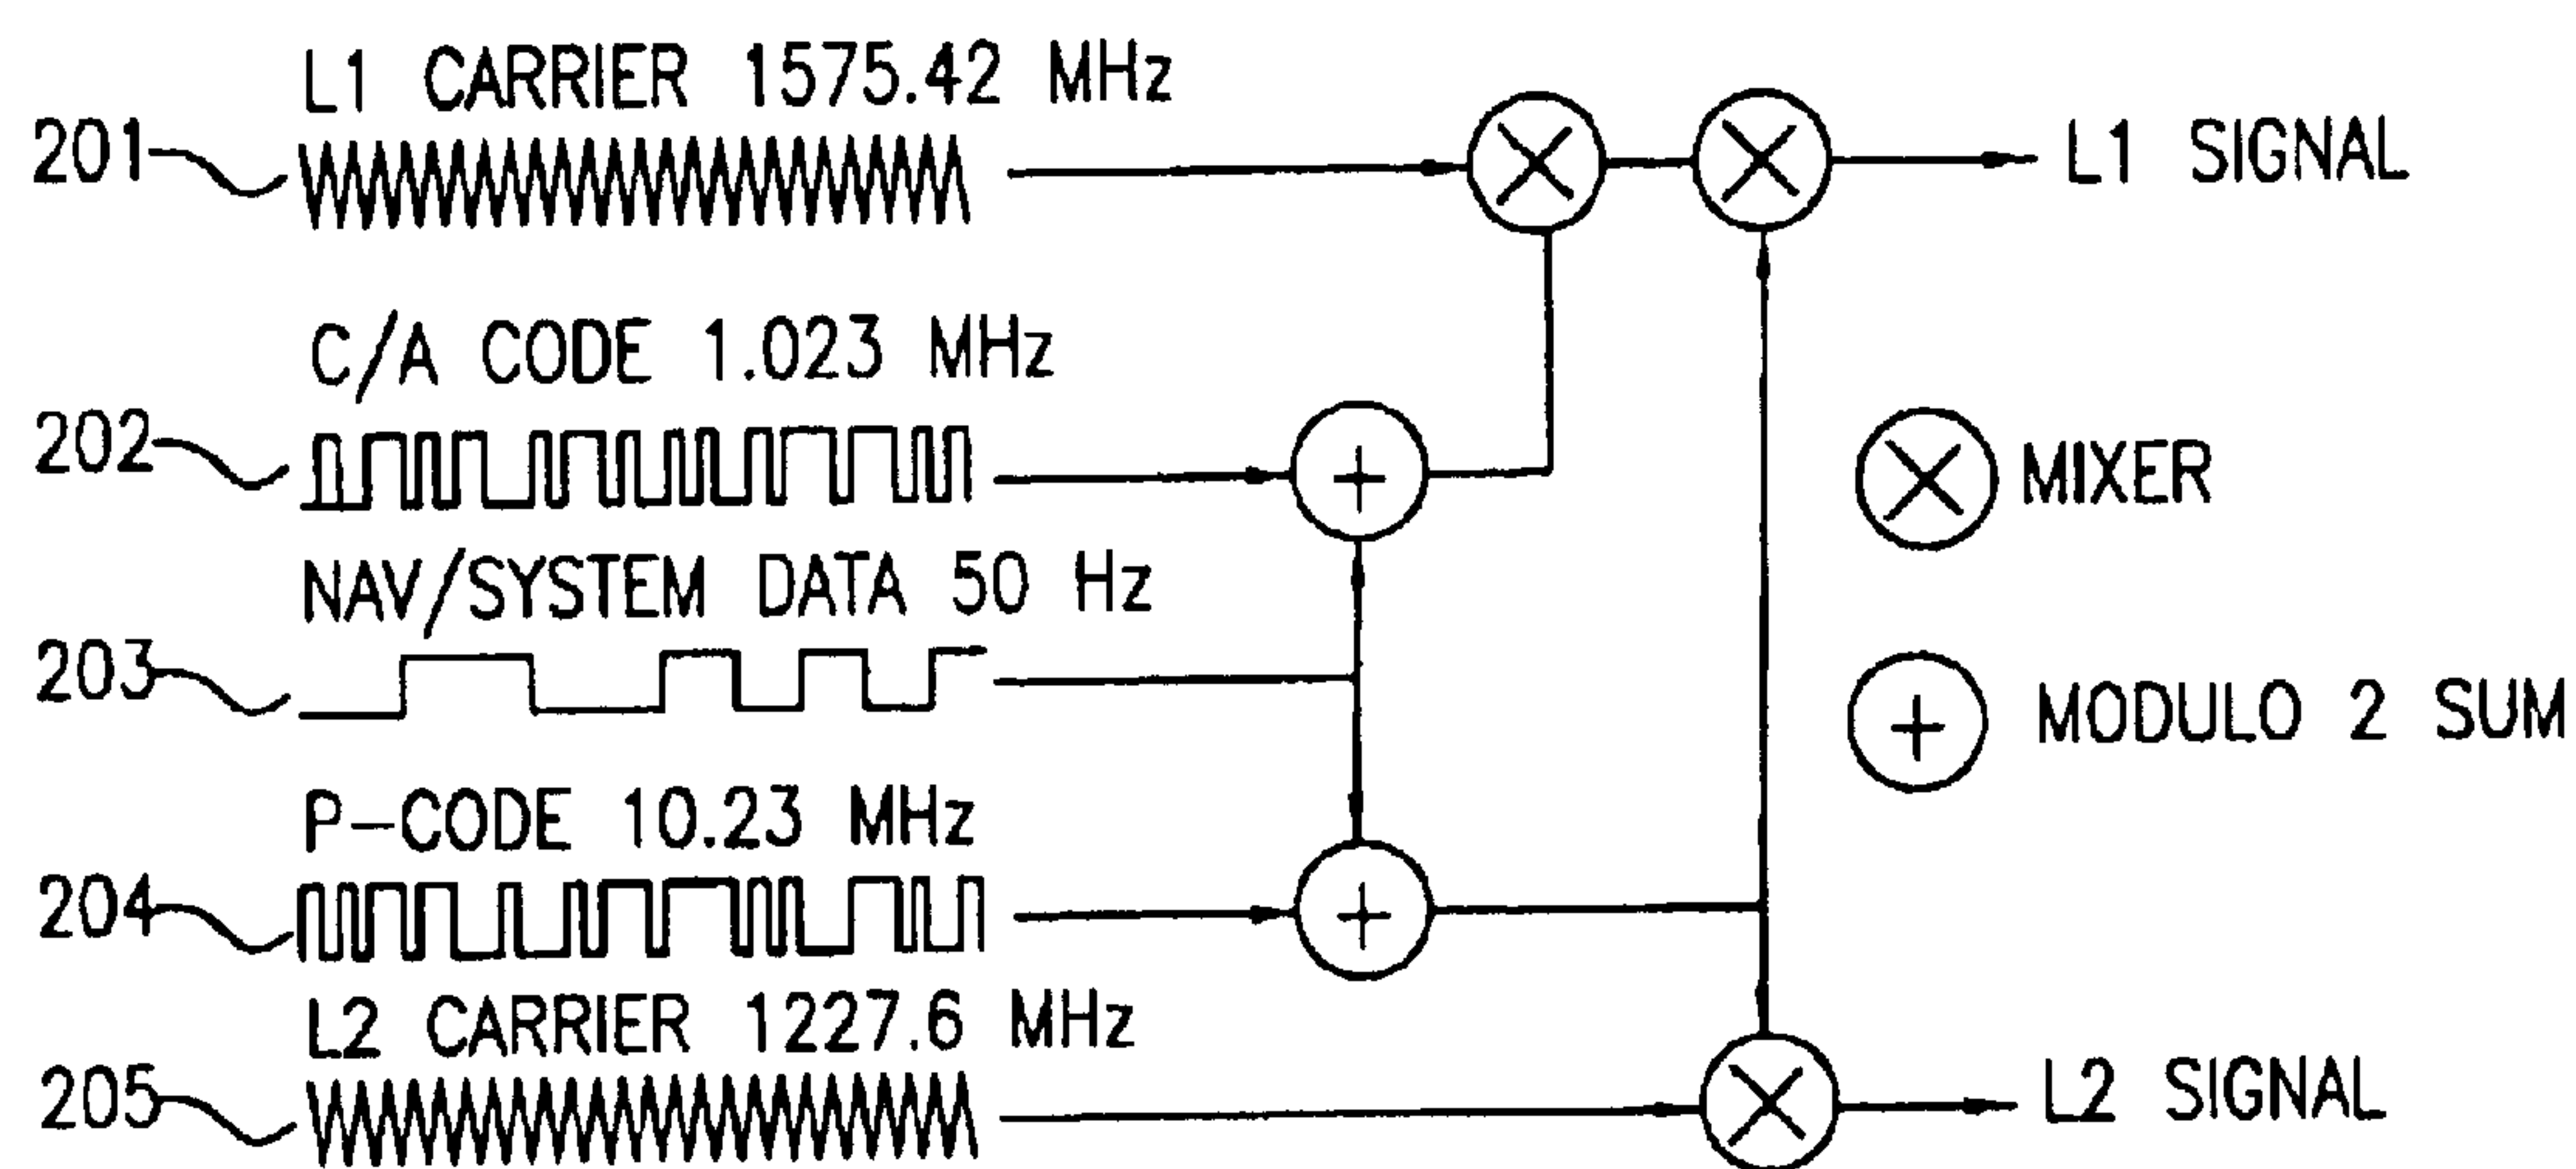 L1 CARRIER 1575.42 MHz
201
L1 SIGNAL
C/A CODE 1.023 MHz
202
MIXER
NAV/SYSTEM DATA 50 Hz
203
MODULO 2 SUM
P-CODE 10.23 MHz
204
L2 CARRIER 1227.6 MHz
205
L2 SIGNAL